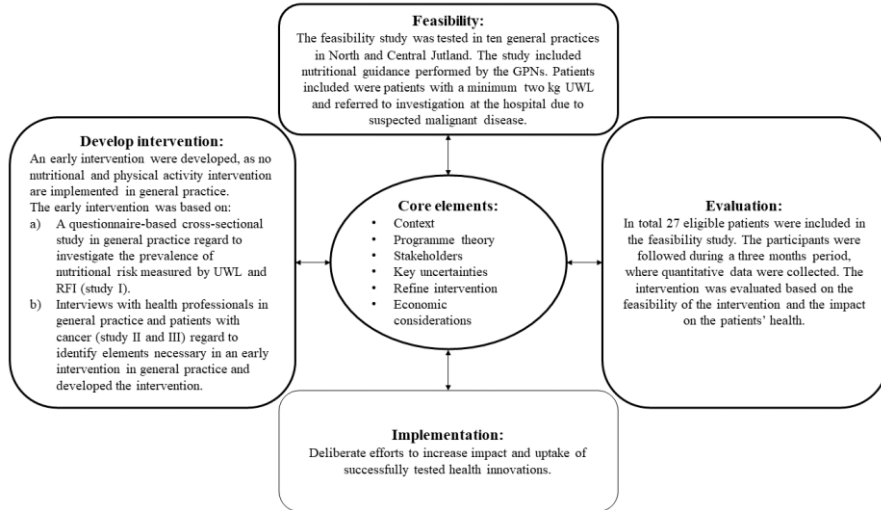 Feasibility:
The feasibility study was tested in ten general practices
in North and Central Jutland. The study included
nutritional guidance performed by the GPNs. Patients
included were patients with a minimum two kg UWL
and referred to investigation at the hospital due to
suspected malignant disease.
Develop intervention:
An early intervention were developed, as no
nutritional and physical activity intervention
are implemented in general practice.
The early intervention was based on:
a) A questionnaire-based cross-sectional
study in general practice regard to
investigate the prevalence of
nutritional risk measured by UWL and
RFI (study I).
b) Interviews with health professionals in
general practice and patients with
cancer (study II and III) regard to
identify elements necessary in an early
intervention in general practice and
developed the intervention.
Core elements:
• Context
• Programme theory
• Stakeholders
• Key uncertainties
• Refine intervention
• Economic
considerations
Evaluation:
In total 27 eligible patients were included in
the feasibility study. The participants were
followed during a three months period,
where quantitative data were collected. The
intervention was evaluated based on the
feasibility of the intervention and the impact
on the patients' health.
Implementation:
Deliberate efforts to increase impact and uptake of
successfully tested health innovations.